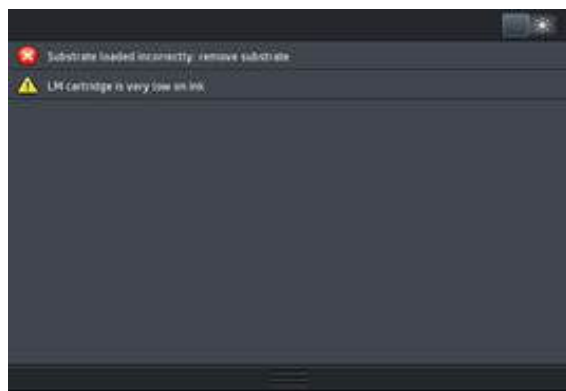 Substrate loaded incorrectly: remove substrate
LM cartridge is very low on ink